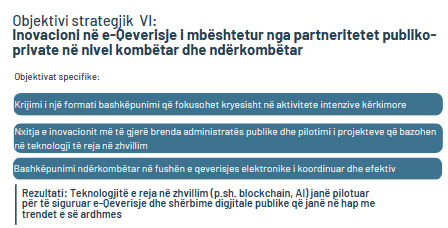 Objektivi strategjik VI:
Inovacioni në e-Qeverisje i mbështetur nga partneritetet publiko-
private në nivel kombëtar dhe ndërkombëtar
Objektivat specifike:
Krijimi i një formati bashkëpunimi që fokusohet kryesisht në aktivitete intenzive kërkimore
Nxitja e inovacionit më të gjerë brenda administratës publike dhe pilotimi i projekteve që bazohen
në teknologji të reja në zhvillim
Bashkëpunimi ndërkombëtar në fushën e qeverisjes elektronike i koordinuar dhe efektiv
Rezultati: Teknologjitë e reja në zhvillim (p.sh. blockchain, AI) janë pilotuar
për të siguruar e-Qeverisje dhe shërbime digjitale publike që janë në hap me
trendet e së ardhmes